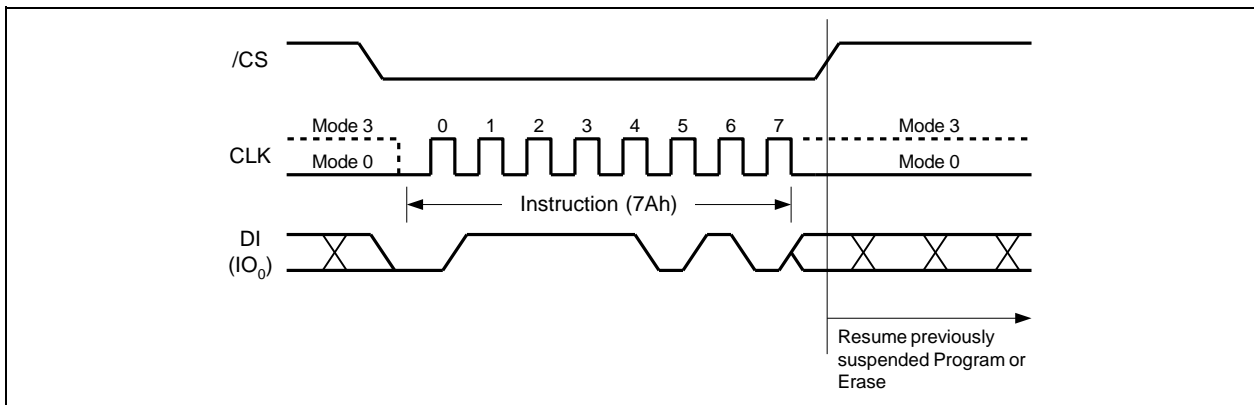 /CS
Mode 3
0 1 2 3 4 5 6 7
Mode 3
CLK
Mode 0
Mode 0
Instruction (7Ah)
DI
(IO₀)
Resume previously
suspended Program or
Erase